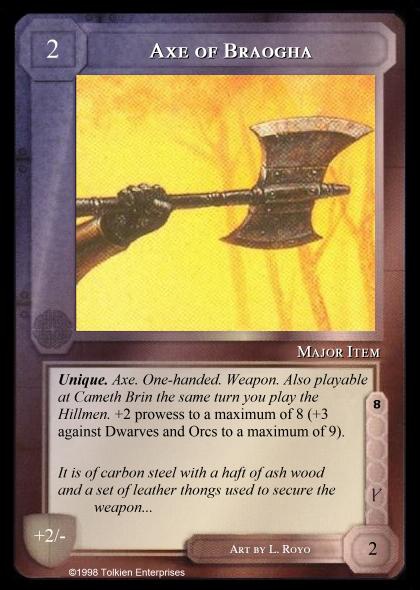 2
AXE OF BRAOGHA
MAJOR ITEM
Unique. Axe. One-handed. Weapon. Also playable
at Cameth Brin the same turn you play the
Hillmen. +2 prowess to a maximum of 8 (+3
against Dwarves and Orcs to a maximum of 9).
8
It is of carbon steel with a haft of ash wood
and a set of leather thongs used to secure the
weapon...
+2/-
ART BY L. ROYO
2
©1998 Tolkien Enterprises